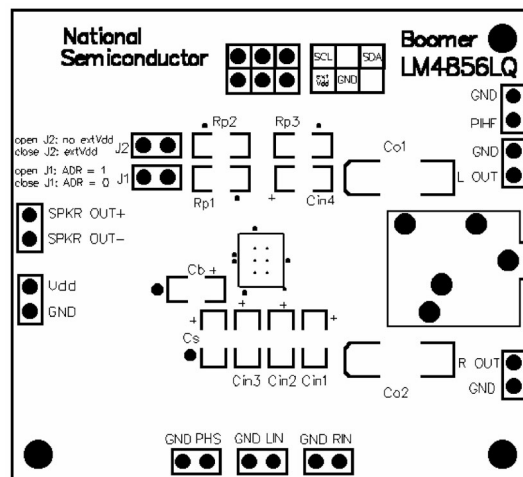 National
Semiconductor
SCL SDA
ext Vdd GND
Boomer
LM4856LQ
GND
PIHF
GND
L OUT
Rp2 Rp3
Co1
open J2: no extVdd
close J2: extVdd
J2
open J1: ADR = 1
close J1: ADR = 0
J1
Rp1
+ Cin4
SPKR OUT+
SPKR OUT-
Cb +
Vdd
GND
+ + + +
Cs
Cin3 Cin2 Cin1
Co2
R OUT
GND
GND PHS GND LIN GND RIN